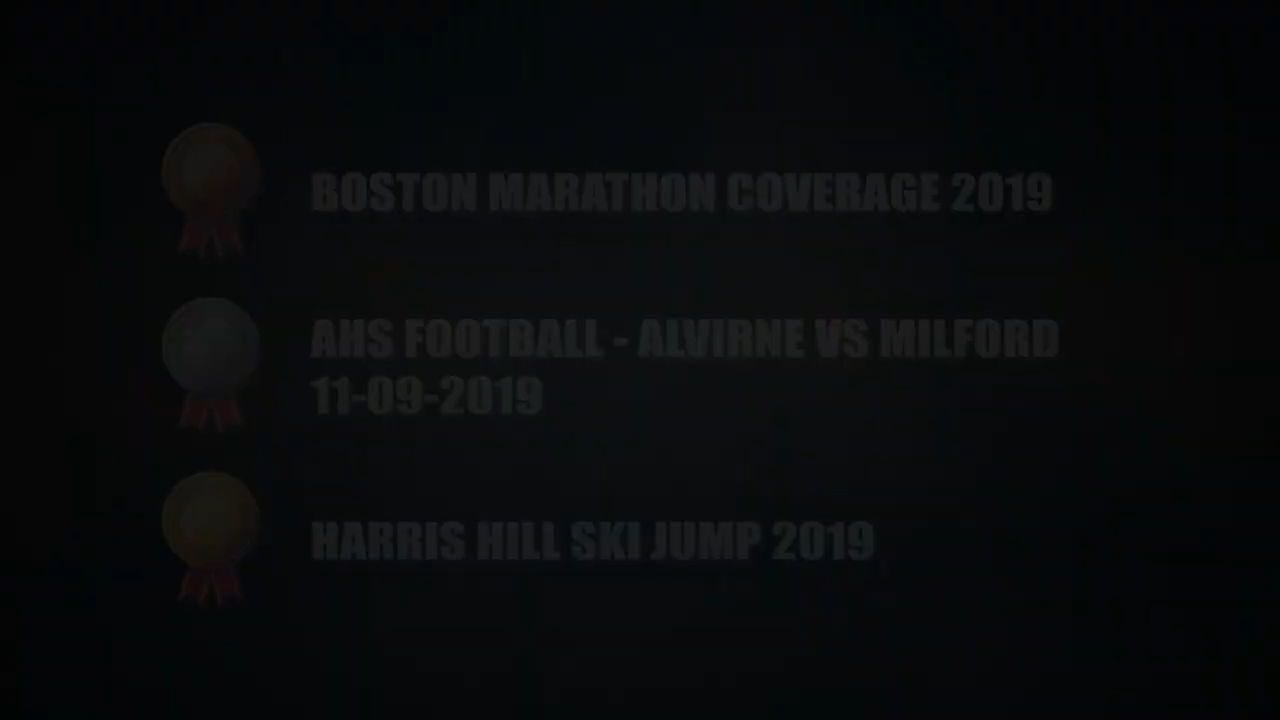 BOSTON MARATHON COVERAGE 2019
AHS FOOTBALL - ALVIRNE VS MILFORD
11-09-2019
HARRIS HILL SKI JUMP 2019